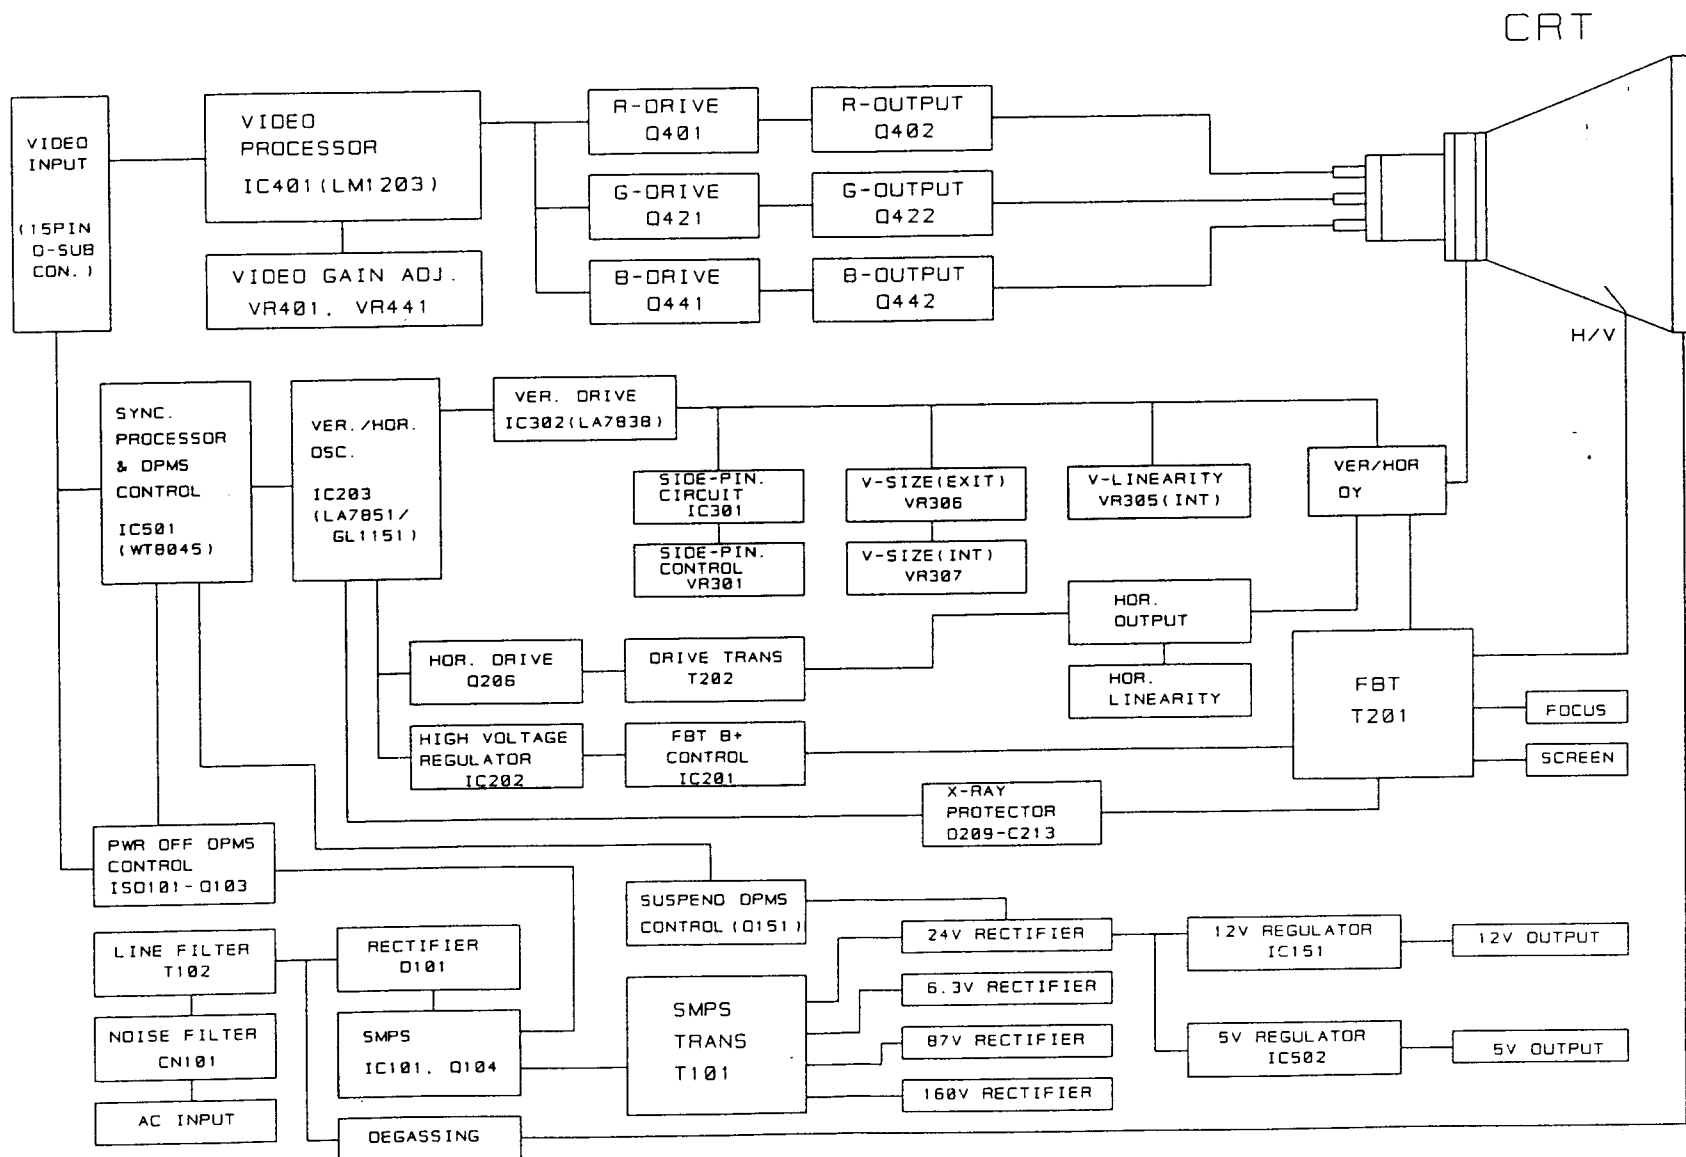 CRT
VIDEO
INPUT
(15PIN
D-SUB
CON.)
VIDEO
PROCESSOR
IC401(LM1203)
VIDEO GAIN ADJ.
VR401, VR441
R-DRIVE
Q401
R-OUTPUT
Q402
G-DRIVE
Q421
G-OUTPUT
Q422
B-DRIVE
Q441
B-OUTPUT
Q442
H/V
SYNC.
PROCESSOR
& DPMS
CONTROL
IC501
(WT8045)
VER./HOR.
OSC.
IC203
(LA7851/
GL1151)
VER. DRIVE
IC302(LA7838)
SIDE-PIN.
CIRCUIT
IC301
SIDE-PIN.
CONTROL
VR301
V-SIZE(EXIT)
VR306
V-SIZE(INT)
VR307
V-LINEARITY
VR305(INT)
VER/HOR
DY
HOR.
OUTPUT
HOR.
LINEARITY
HOR. DRIVE
Q206
DRIVE TRANS
T202
HIGH VOLTAGE
REGULATOR
IC202
FBT B+
CONTROL
IC201
FBT
T201
FOCUS
SCREEN
X-RAY
PROTECTOR
D209-C213
PWR OFF DPMS
CONTROL
ISO101-Q103
SUSPEND DPMS
CONTROL(Q151)
LINE FILTER
T102
RECTIFIER
D101
NOISE FILTER
CN101
SMPS
IC101, Q104
AC INPUT
DEGASSING
SMPS
TRANS
T101
24V RECTIFIER
6.3V RECTIFIER
87V RECTIFIER
160V RECTIFIER
12V REGULATOR
IC151
12V OUTPUT
5V REGULATOR
IC502
5V OUTPUT